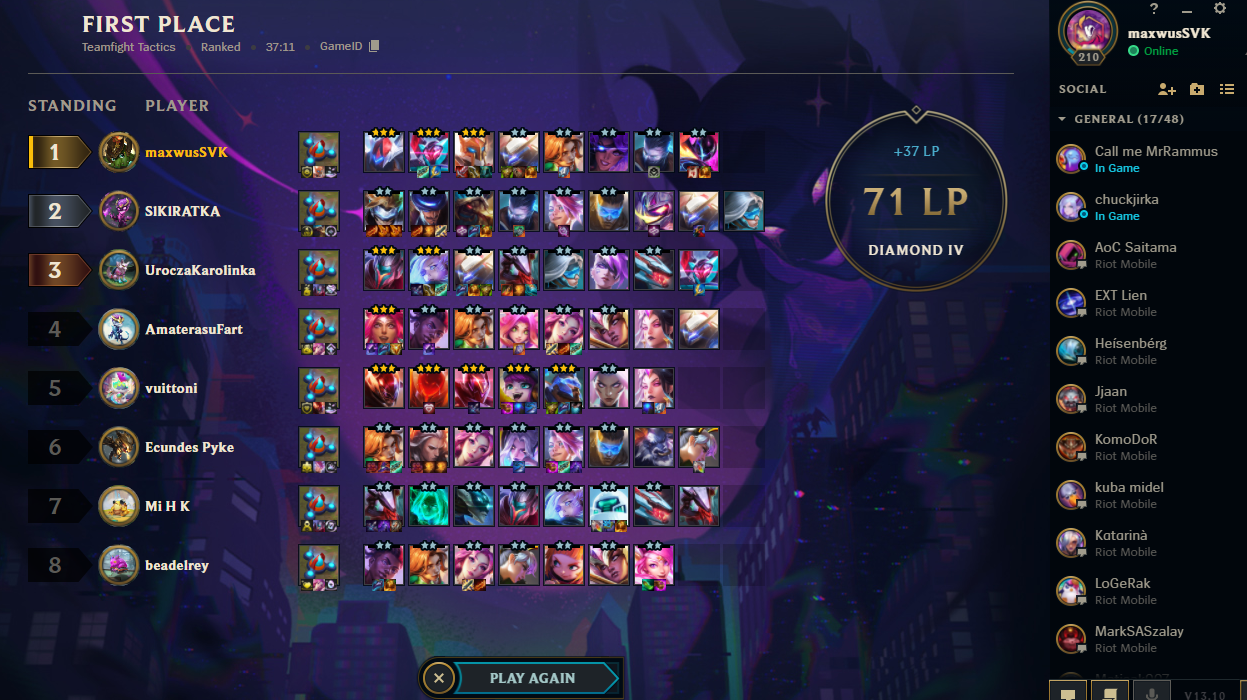 FIRST PLACE
Teamfight Tactics • Ranked • 37:11 • GameID
STANDING PLAYER
1 maxwusSVK
2 SIKIRATKA
3 UroczaKarolinka
4 AmaterasuFart
5 vuittoni
6 Ecundes Pyke
7 Mi H K
8 beadelrey
+37 LP
71 LP
DIAMOND IV
PLAY AGAIN
?
maxwusSVK
210
Online
SOCIAL
GENERAL (17/48)
Call me MrRammus
In Game
chuckjirka
In Game
AoC Saitama
Riot Mobile
EXT Lien
Riot Mobile
Heísenbérg
Riot Mobile
Jjaan
Riot Mobile
KomoDoR
Riot Mobile
kuba midel
Riot Mobile
Katarinà
Riot Mobile
LoGeRak
Riot Mobile
MarkSASzalay
Riot Mobile
V13.10